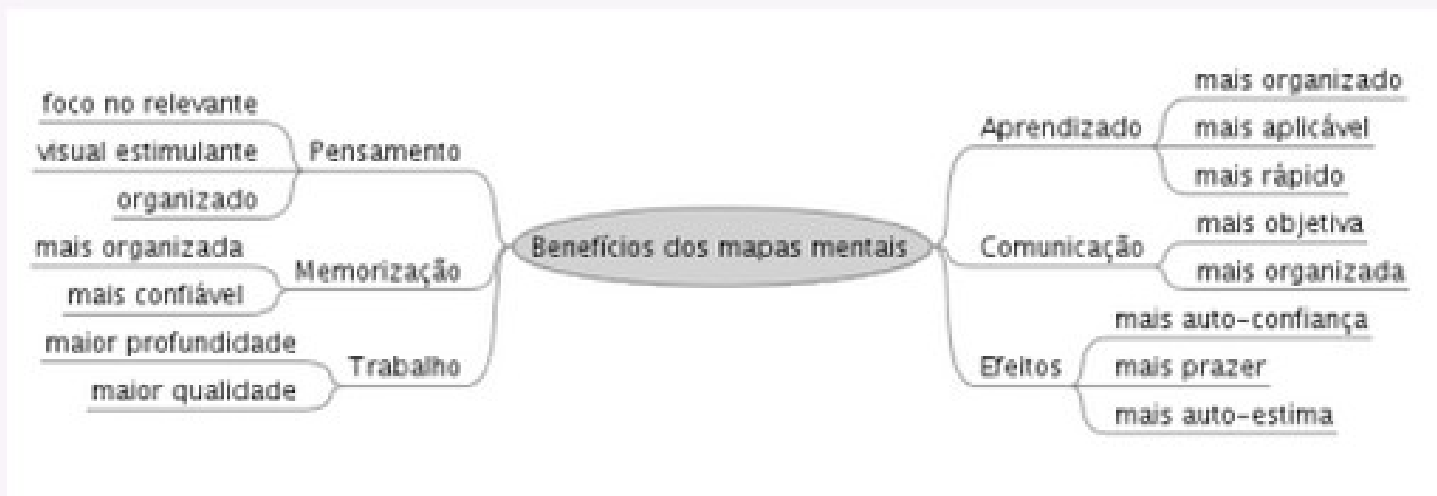 foco no relevante
visual estimulante
organizado
Pensamento
mais organizada
mais confiável
Memorização
maior profundidade
maior qualidade
Trabalho
Benefícios dos mapas mentais
Aprendizado
mais organizado
mais aplicável
mais rápido
Comunicação
mais objetiva
mais organizada
Efeitos
mais auto-confiança
mais prazer
mais auto-estima